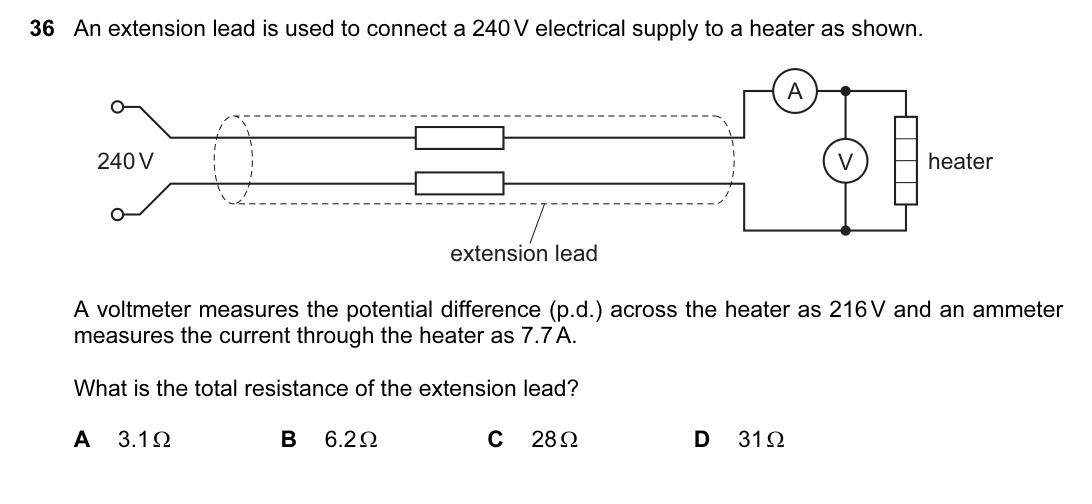 36 An extension lead is used to connect a 240 V electrical supply to a heater as shown.
A
240 V
V
heater
extension lead
A voltmeter measures the potential difference (p.d.) across the heater as 216 V and an ammeter
measures the current through the heater as 7.7 A.
What is the total resistance of the extension lead?
A 3.1 Ω B 6.2 Ω C 28 Ω D 31 Ω